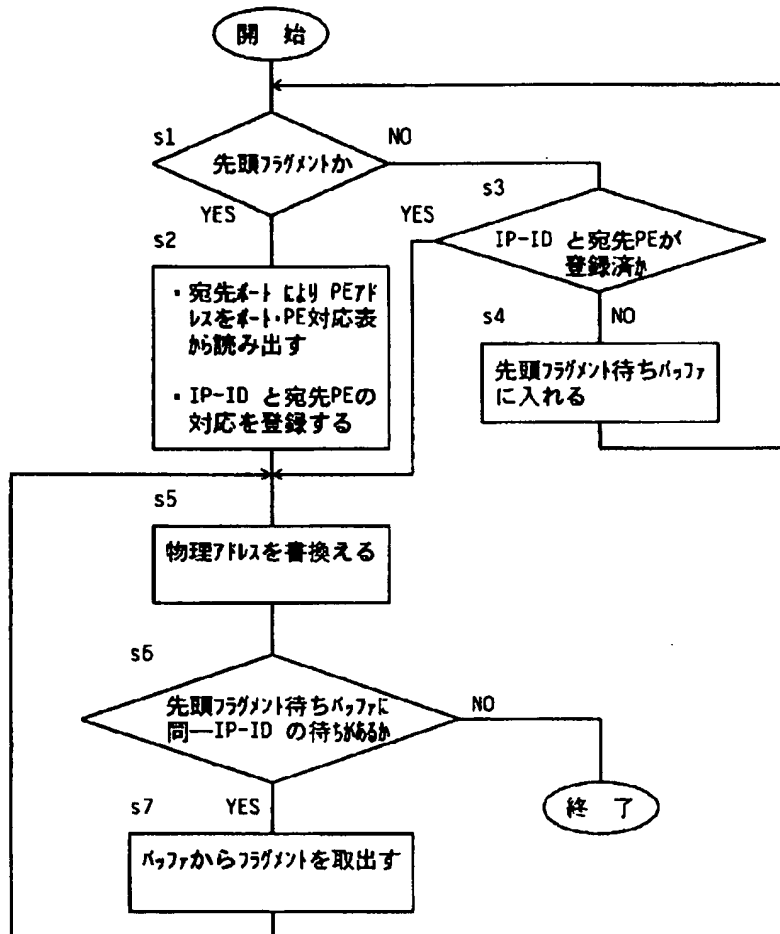 開 始
s1
先頭フラグメントか
NO
YES
s2
・宛先ポート により PEアド
レスをポート・PE対応表
から読み出す
・IP-ID と宛先PEの
対応を登録する
s3
YES
IP-ID と宛先PEが
登録済か
s4
NO
先頭フラグメント待ちバッファ
に入れる
s5
物理アドレスを書換える
s6
先頭フラグメント待ちバッファに
同一IP-ID の待ちがあるか
NO
終 了
s7
YES
バッファからフラグメントを取出す